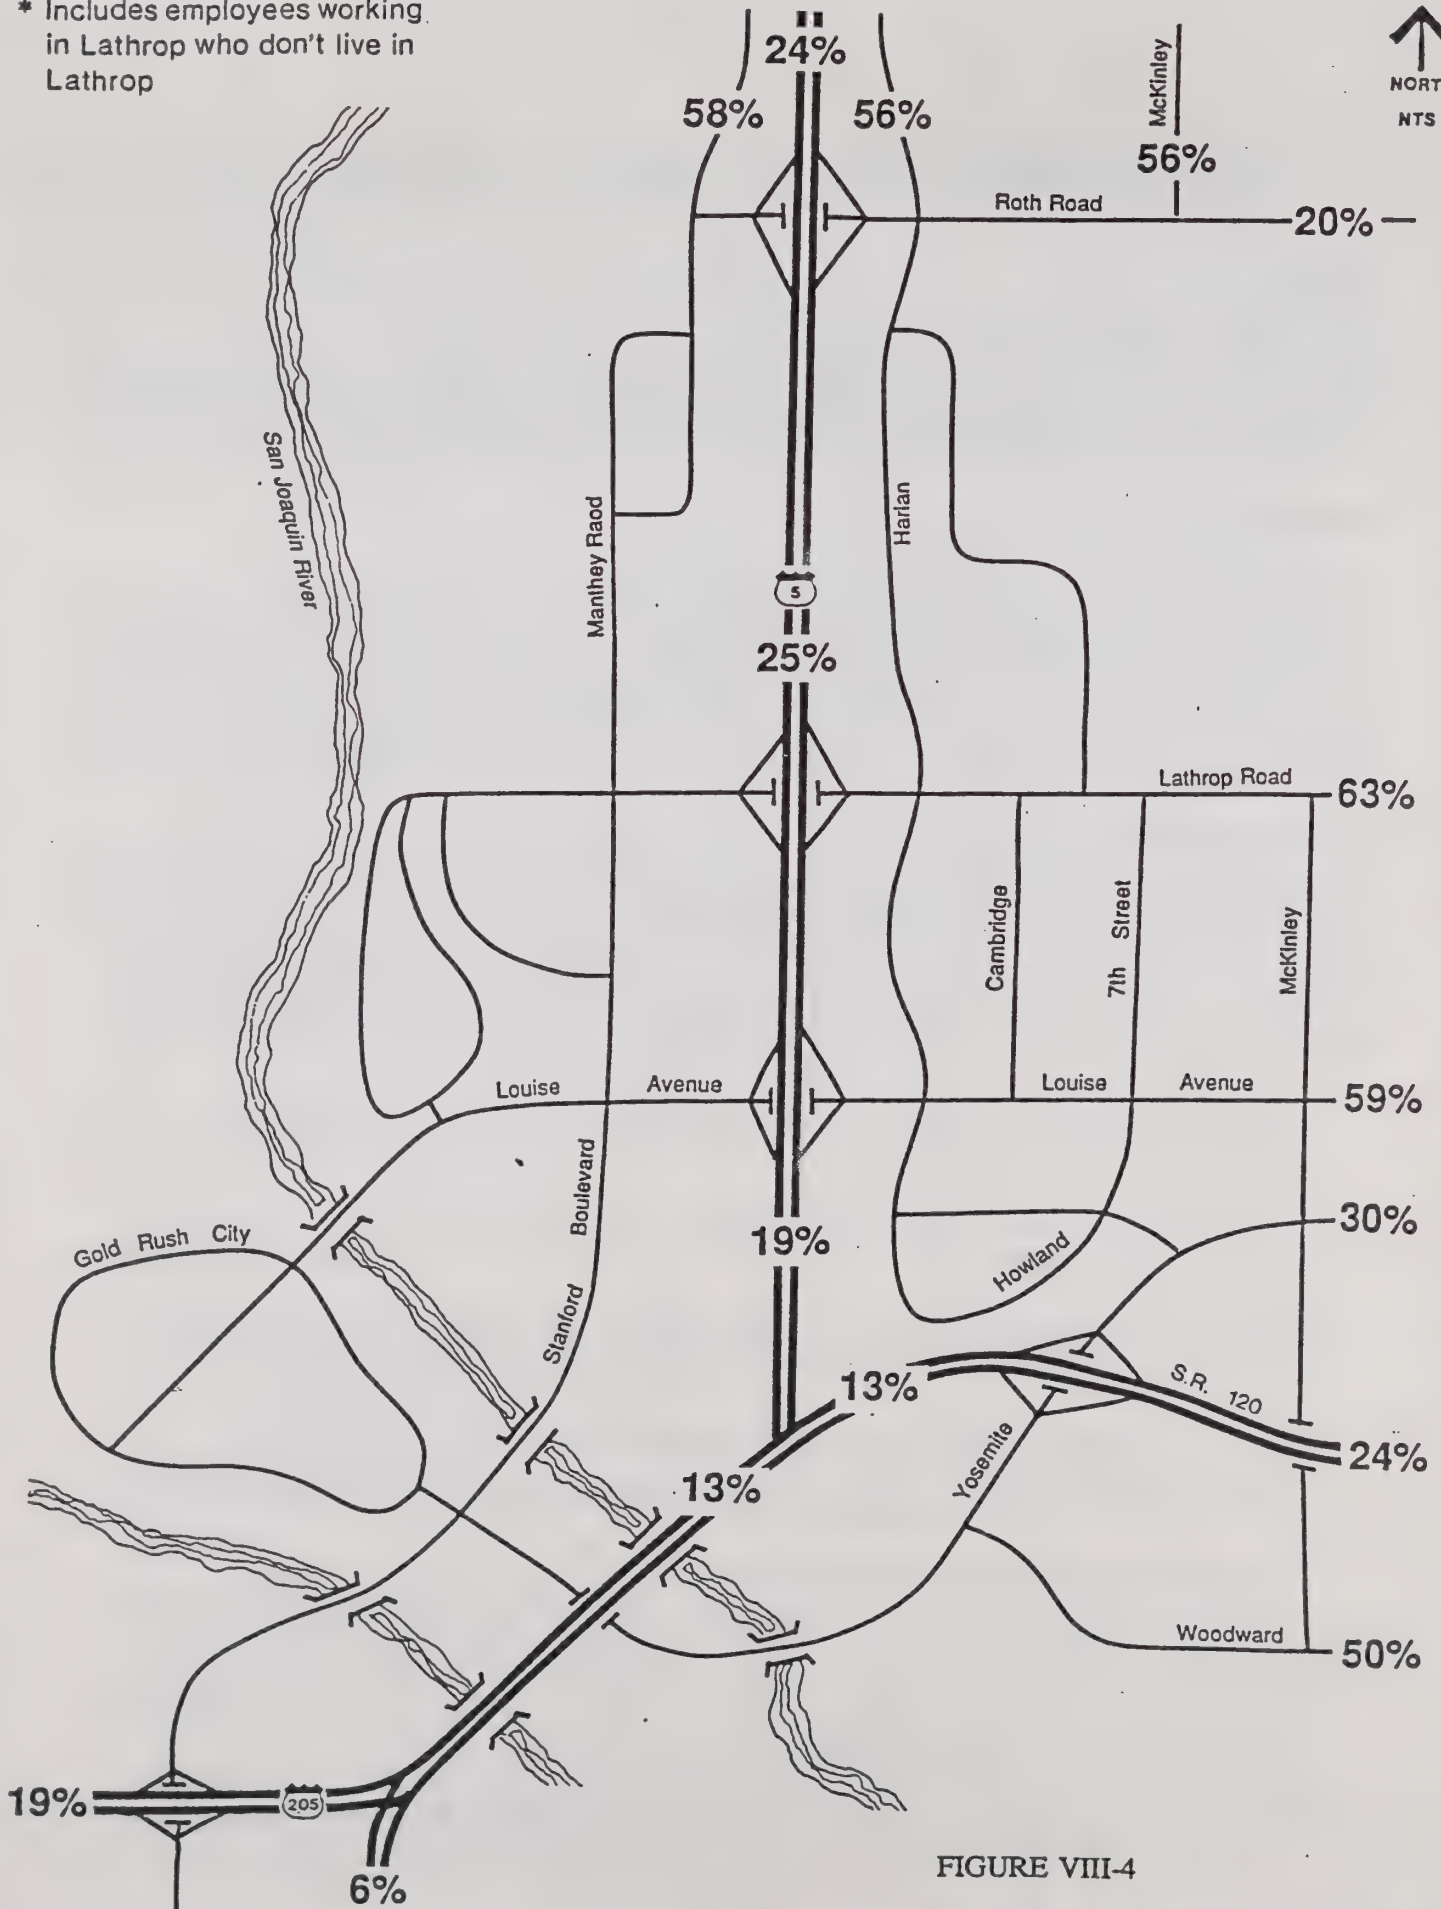 * Includes employees working
in Lathrop who don't live in
Lathrop
24%
58%
56%
McKinley
56%
NORT
NTS
Roth Road
20%
San Joaquin River
Manthey Raod
Harlan
5
25%
Lathrop Road
63%
Cambridge
7th Street
McKinley
Louise Avenue
Louise Avenue
59%
Stanford Boulevard
Gold Rush City
19%
30%
Howland
13%
S.R. 120
24%
13%
Yosemite
Woodward
50%
19%
205
6%
FIGURE VIII-4